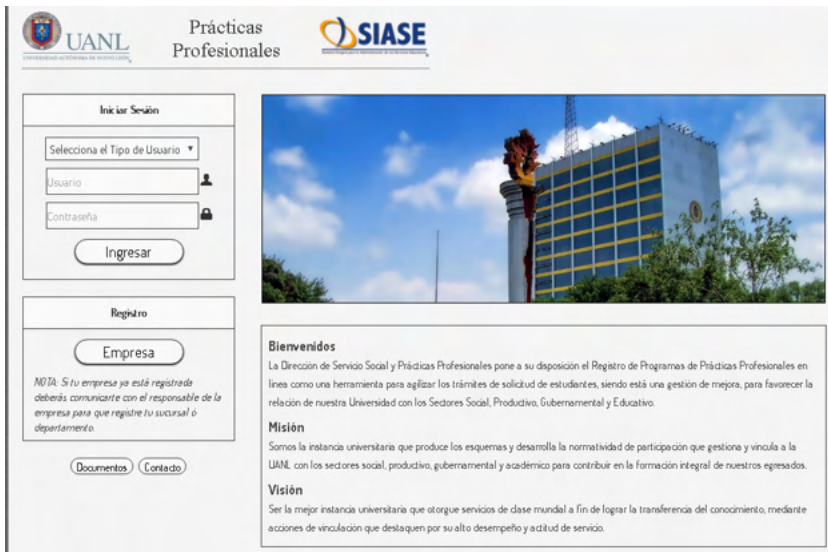 UANL
UNIVERSIDAD AUTÓNOMA DE NUEVO LEÓN
Prácticas
Profesionales
SIASE
Iniciar Sesión
Selecciona el Tipo de Usuario
Usuario
Contraseña
Ingresar
Registro
Empresa
NOTA: Si tu empresa ya está registrada
deberás comunicarte con el responsable de la
empresa para que registre tu sucursal ó
departamento.
Documentos Contacto
Bienvenidos
La Dirección de Servicio Social y Prácticas Profesionales pone a su disposición el Registro de Programas de Prácticas Profesionales en
línea como una herramienta para agilizar los trámites de solicitud de estudiantes, siendo está una gestión de mejora, para favorecer la
relación de nuestra Universidad con los Sectores Social, Productivo, Gubernamental y Educativo.
Misión
Somos la instancia universitaria que produce los esquemas y desarrolla la normatividad de participación que gestiona y vincula a la
UANL con los sectores social, productivo, gubernamental y académico para contribuir en la formación integral de nuestros egresados.
Visión
Ser la mejor instancia universitaria que otorgue servicios de clase mundial a fin de lograr la transferencia del conocimiento, mediante
acciones de vinculación que destaquen por su alto desempeño y actitud de servicio.